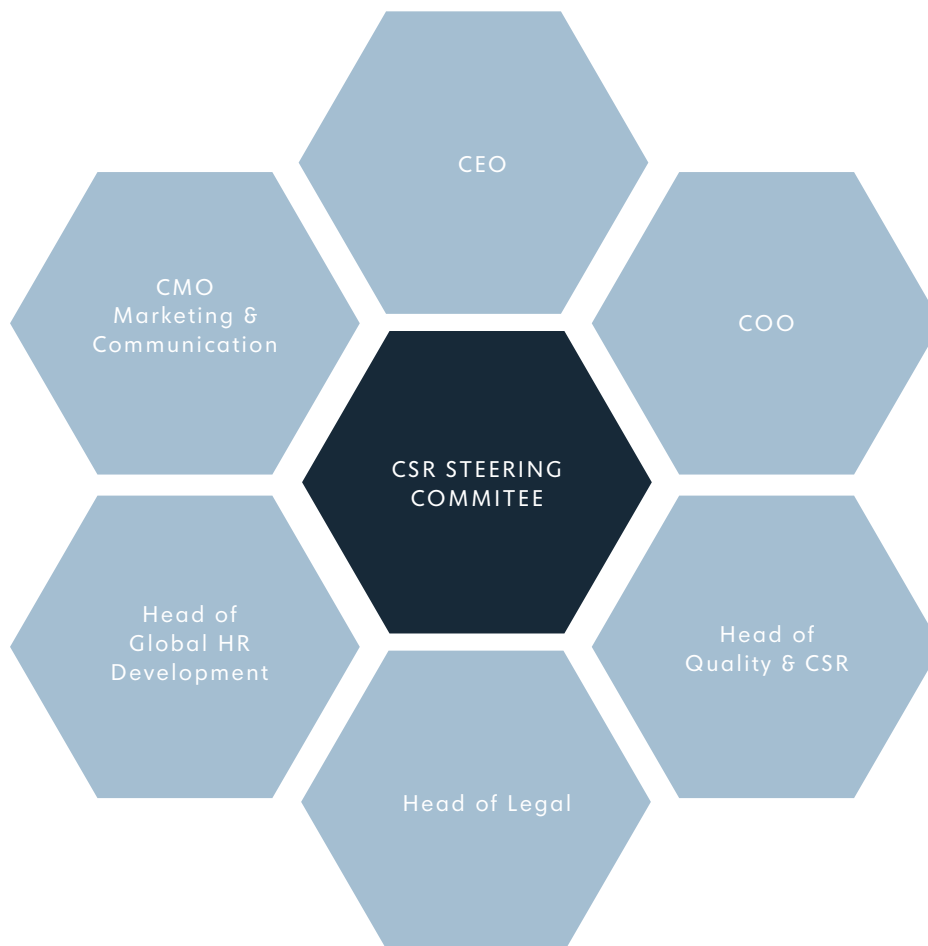 CEO
CMO
Marketing &
Communication
COO
CSR STEERING
COMMITEE
Head of
Global HR
Development
Head of
Quality & CSR
Head of Legal